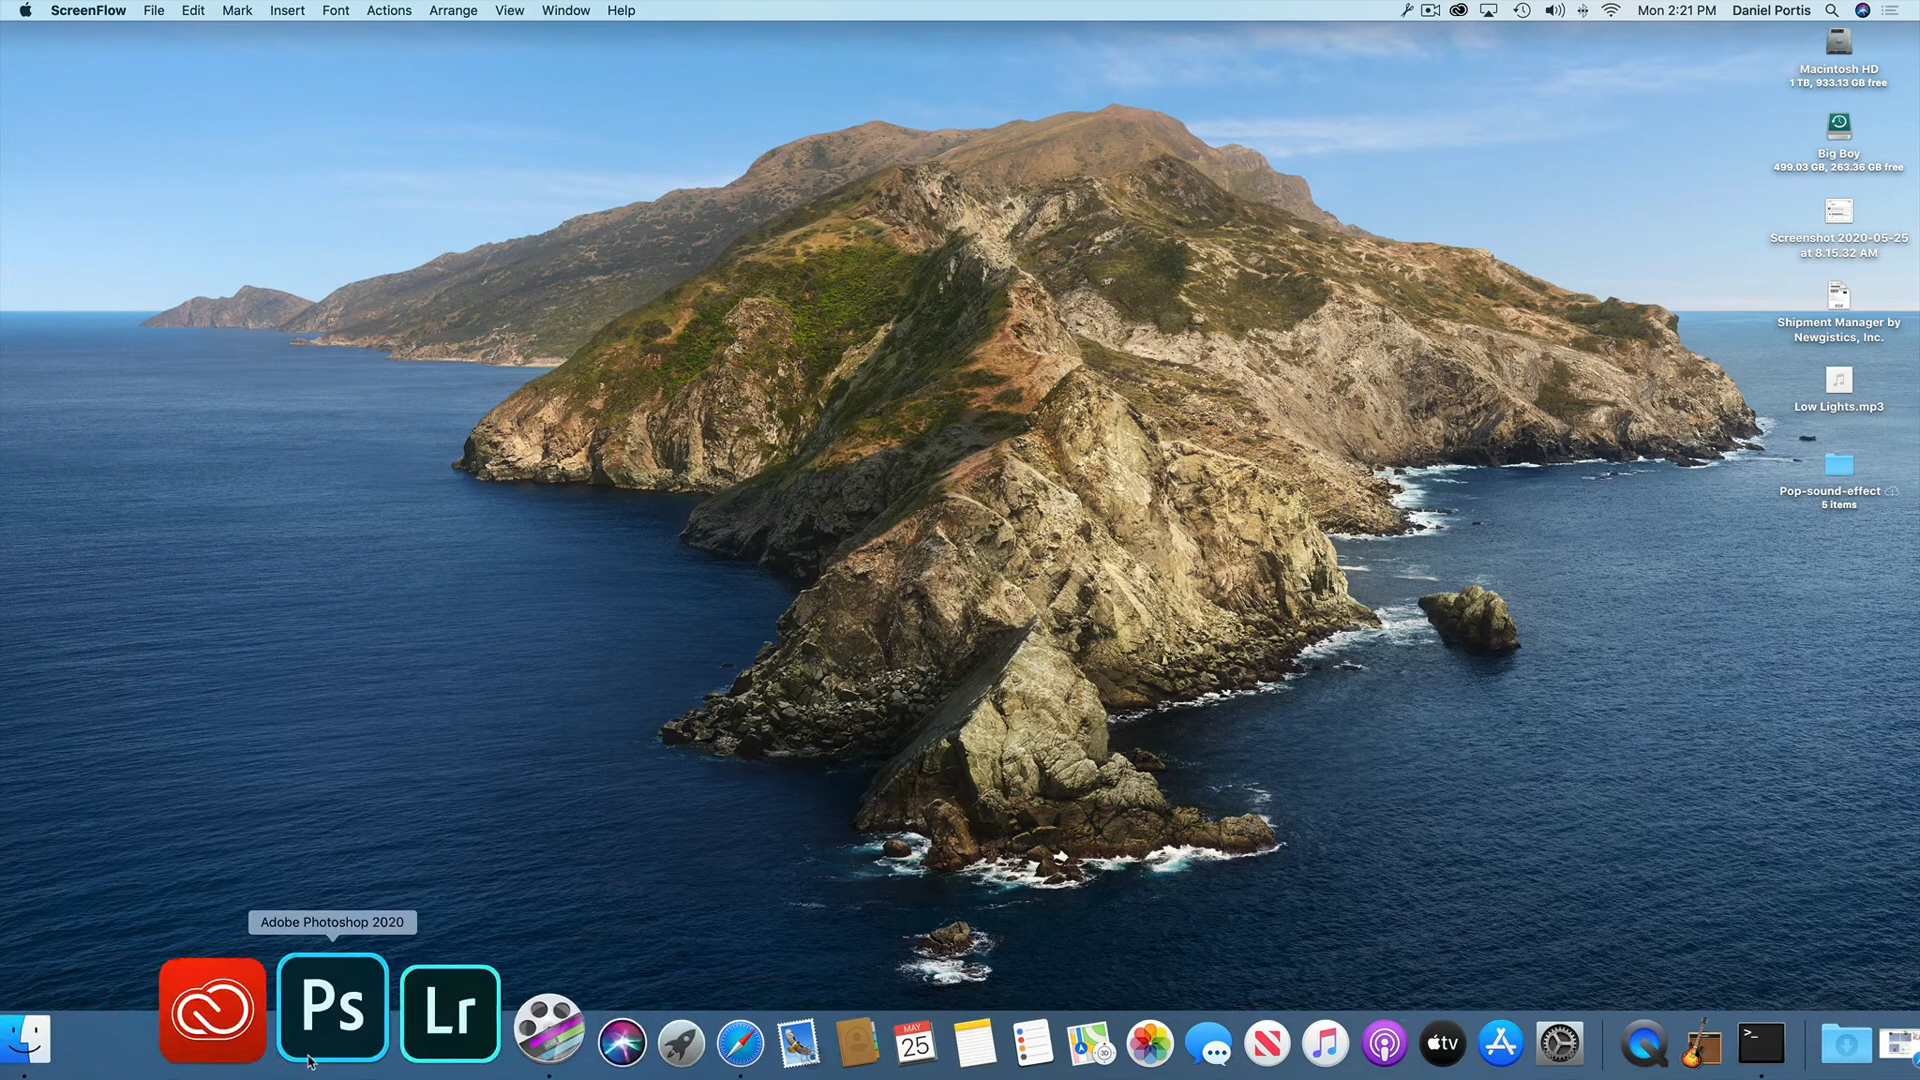 ScreenFlow File Edit Mark Insert Font Actions Arrange View Window Help Mon 2:21 PM Daniel Portis
Macintosh HD
1 TB, 933.13 GB free
Big Boy
499.03 GB, 263.36 GB free
Screenshot 2020-05-25
at 8.15.32 AM
PDF
Shipment Manager by
Newgistics, Inc.
Low Lights.mp3
Pop-sound-effect
5 items
Adobe Photoshop 2020
Ps
Lr
MAY
25
3D
tv
>_